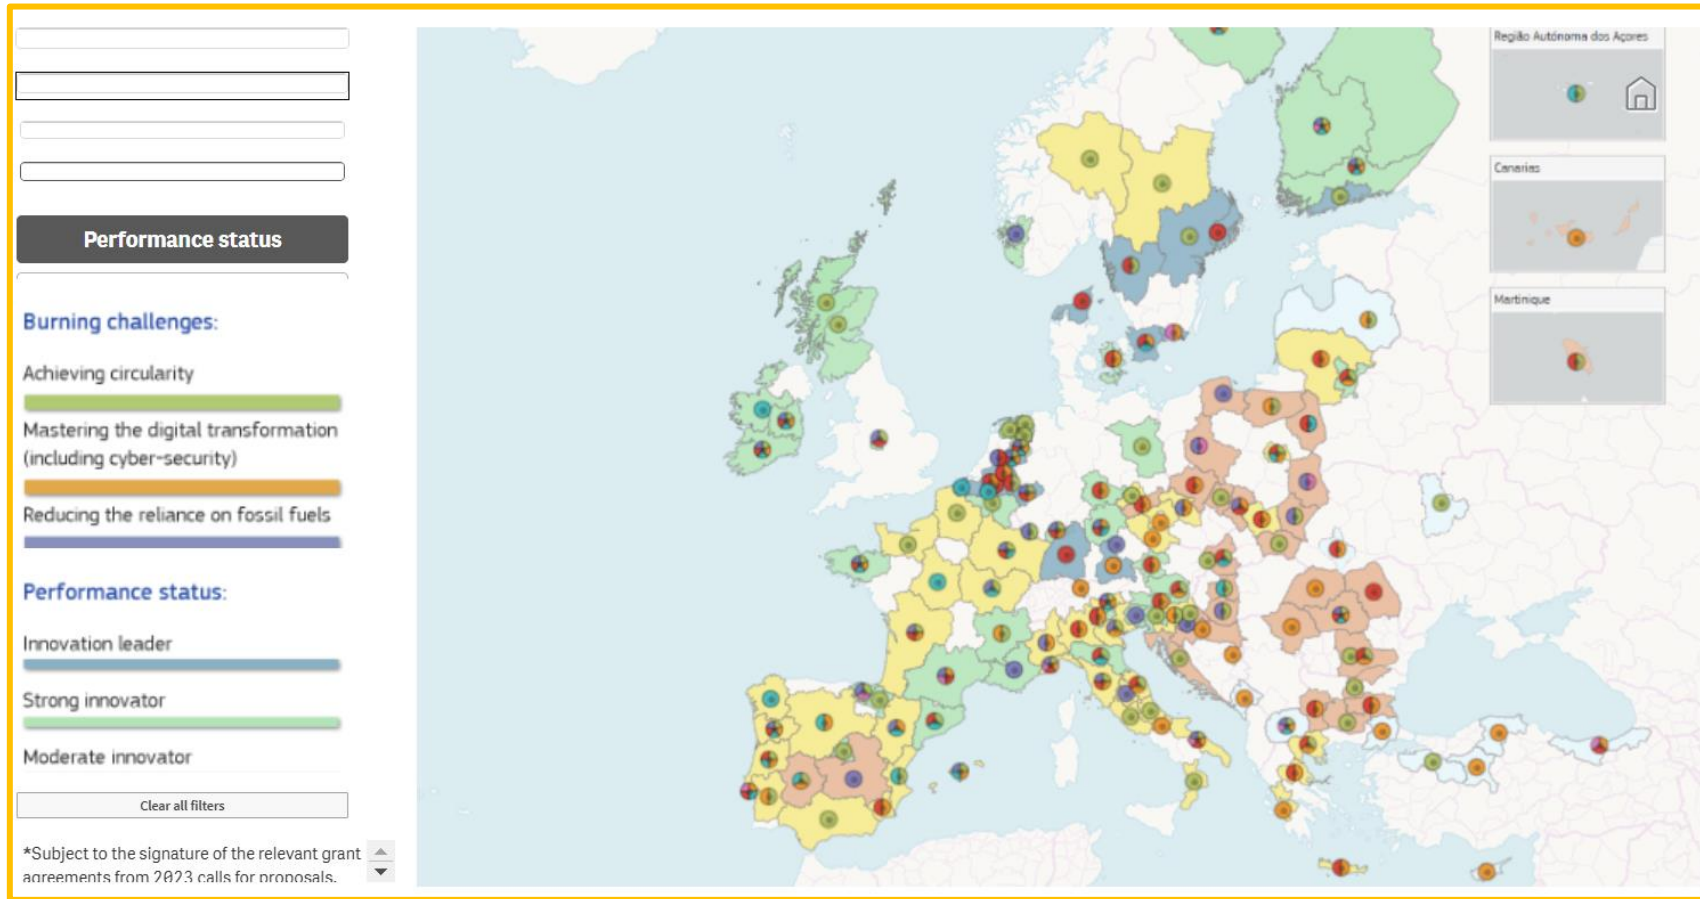 Performance status
Burning challenges:
Achieving circularity
Mastering the digital transformation
(including cyber-security)
Reducing the reliance on fossil fuels
Performance status:
Innovation leader
Strong innovator
Moderate innovator
Clear all filters
*Subject to the signature of the relevant grant
agreements from 2023 calls for proposals.
Região Autónoma dos Açores
Canarias
Martinique